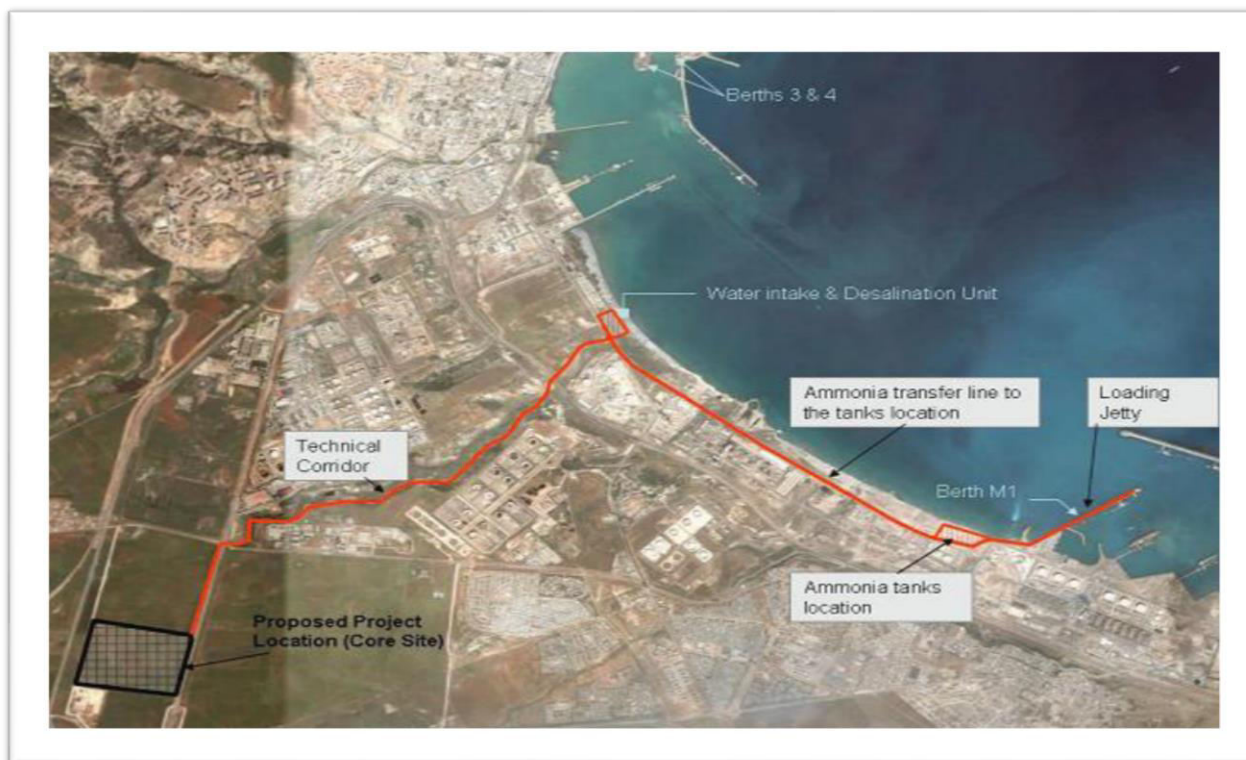 Berths 3 & 4
Water intake & Desalination Unit
Ammonia transfer line to
the tanks location
Loading
Jetty
Technical
Corridor
Berth M1
Ammonia tanks
location
Proposed Project
Location (Core Site)